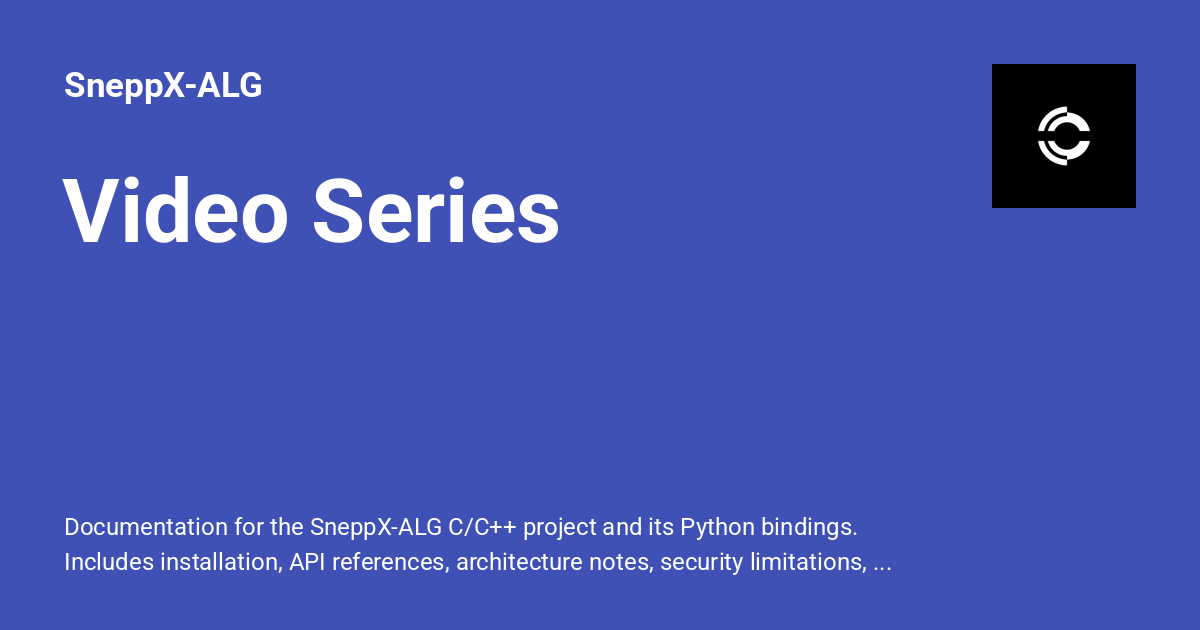 SneppX-ALG
Video Series
Documentation for the SneppX-ALG C/C++ project and its Python bindings.
Includes installation, API references, architecture notes, security limitations, ...